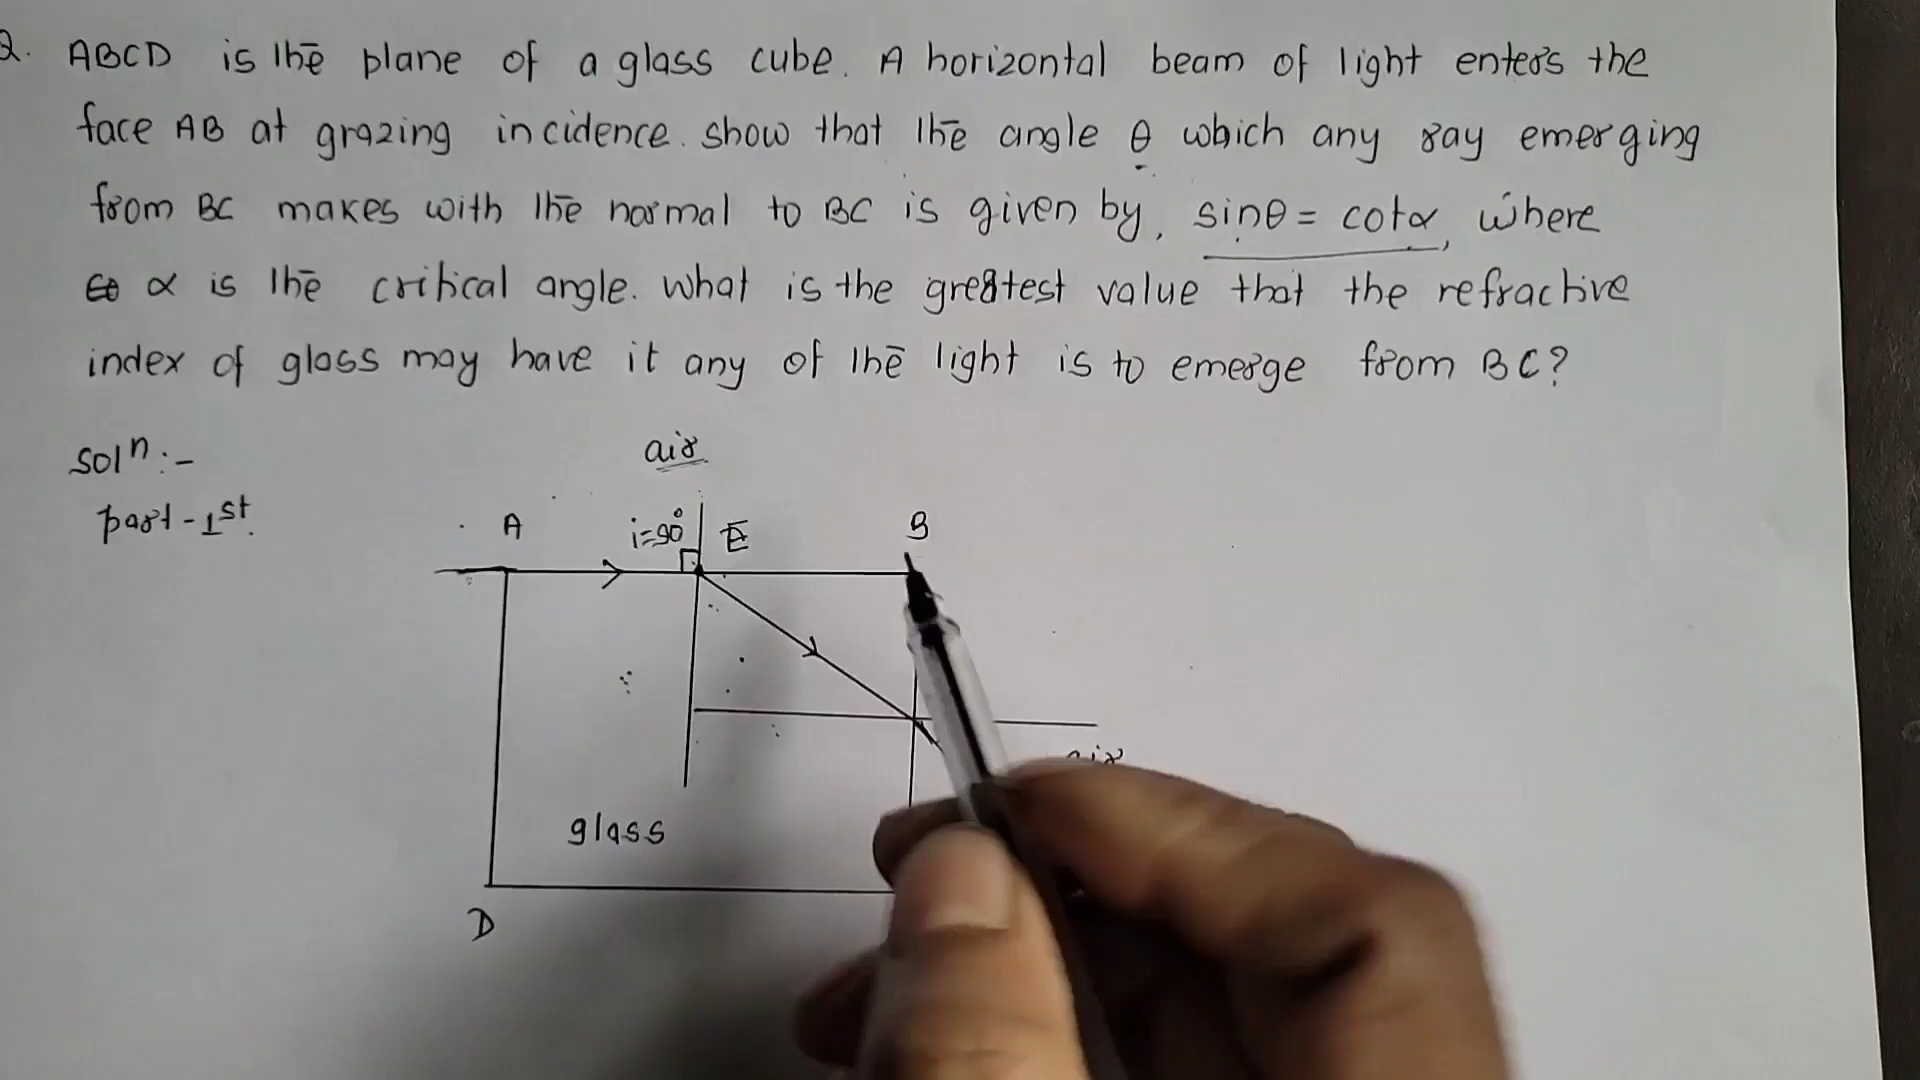 Q. ABCD is the plane of a glass cube. A horizontal beam of light enters the
face AB at grazing incidence. show that the angle θ which any ray emerging
from BC makes with the normal to BC is given by, sinθ = cotα, where
α is the critical angle. what is the greatest value that the refractive
index of glass may have it any of the light is to emerge from BC?
Solⁿ:-
part-1st.
air
A
i=90°
E
B
air
glass
D